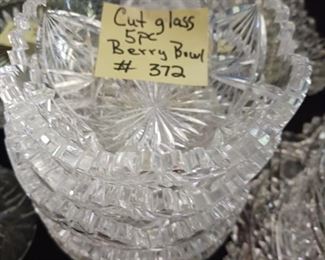 Cut glass
5pc
Berry Bowl
# 372